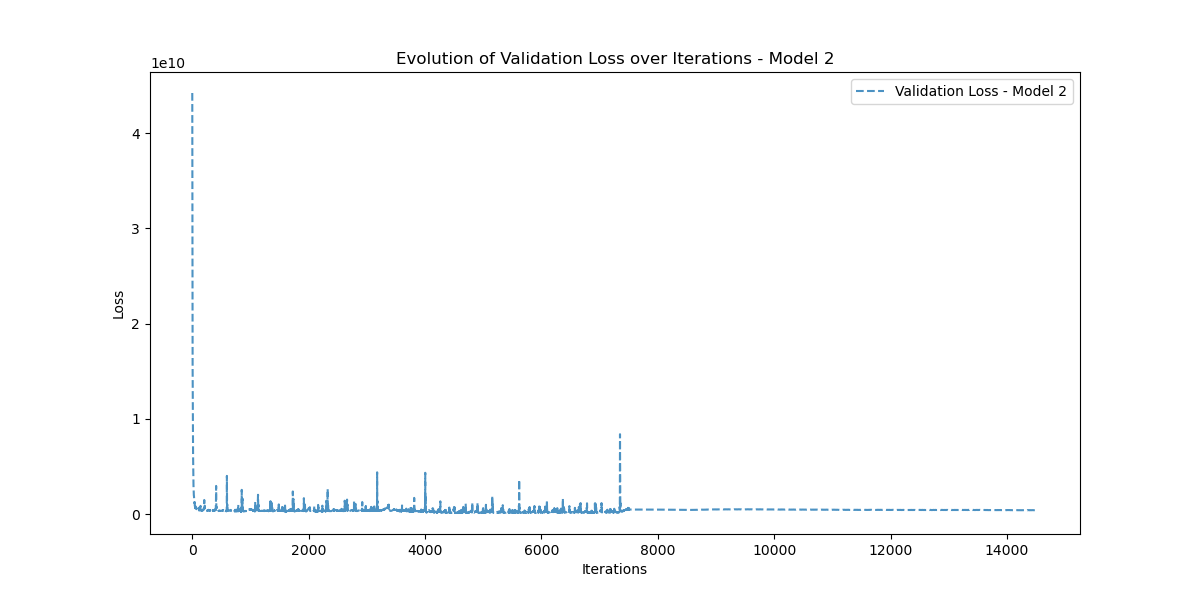 Evolution of Validation Loss over Iterations - Model 2
1e10
Validation Loss - Model 2
4
3
2
1
0
Loss
0 2000 4000 6000 8000 10000 12000 14000
Iterations